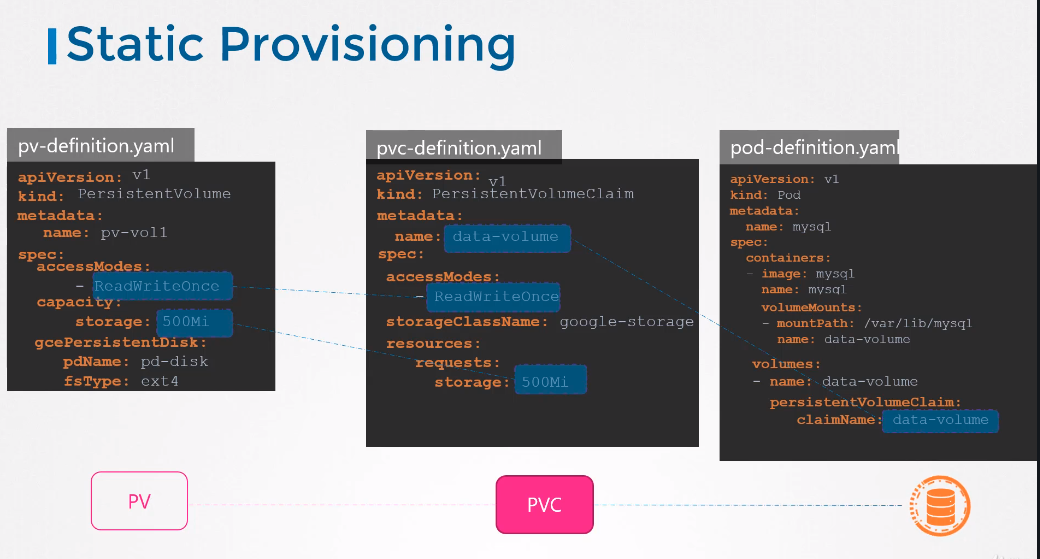 Static Provisioning
pv-definition.yaml
apiVersion: v1
kind: PersistentVolume
metadata:
name: pv-vol1
spec:
accessModes:
- ReadWriteOnce
capacity:
storage: 500Mi
gcePersistentDisk:
pdName: pd-disk
fsType: ext4
pvc-definition.yaml
apiVersion: v1
kind: PersistentVolumeClaim
metadata:
name: data-volume
spec:
accessModes:
- ReadWriteOnce
storageClassName: google-storage
resources:
requests:
storage: 500Mi
pod-definition.yaml
apiVersion: v1
kind: Pod
metadata:
name: mysql
spec:
containers:
- image: mysql
name: mysql
volumeMounts:
- mountPath: /var/lib/mysql
name: data-volume
volumes:
- name: data-volume
persistentVolumeClaim:
claimName: data-volume
PV
PVC